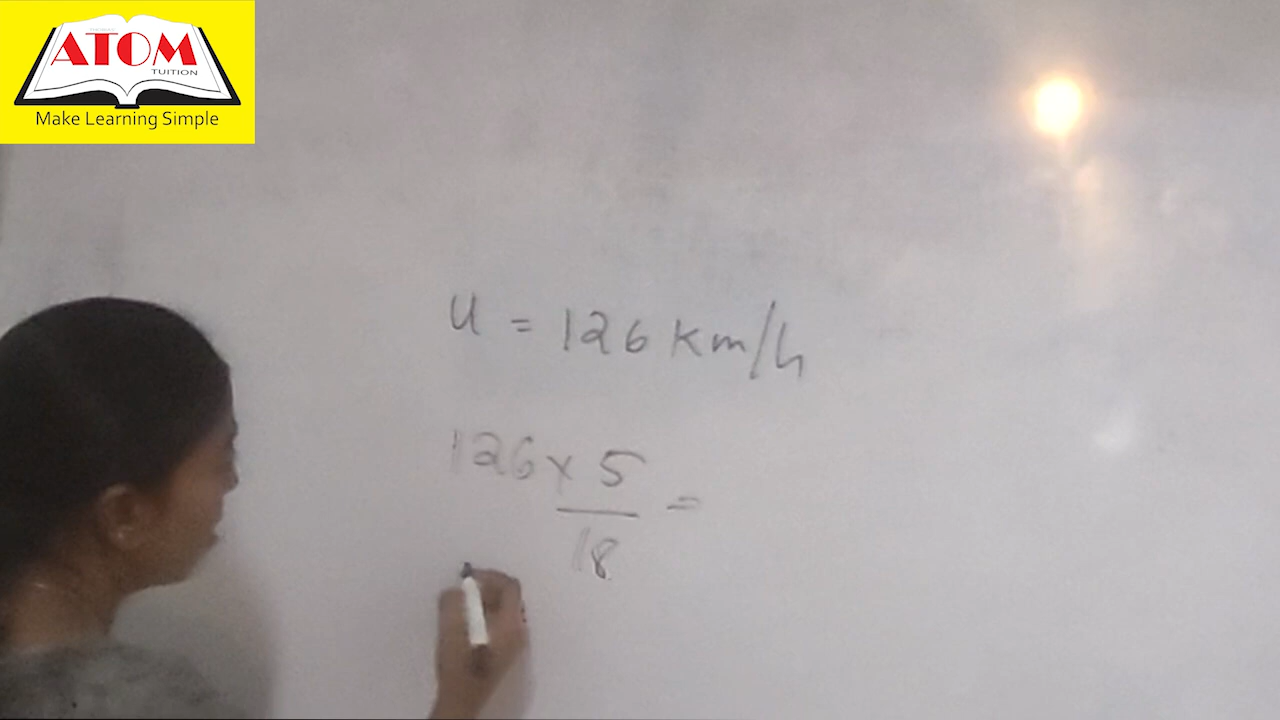 ATOM
TUITION
Make Learning Simple
u = 126 km/h
126 x 5
=
18